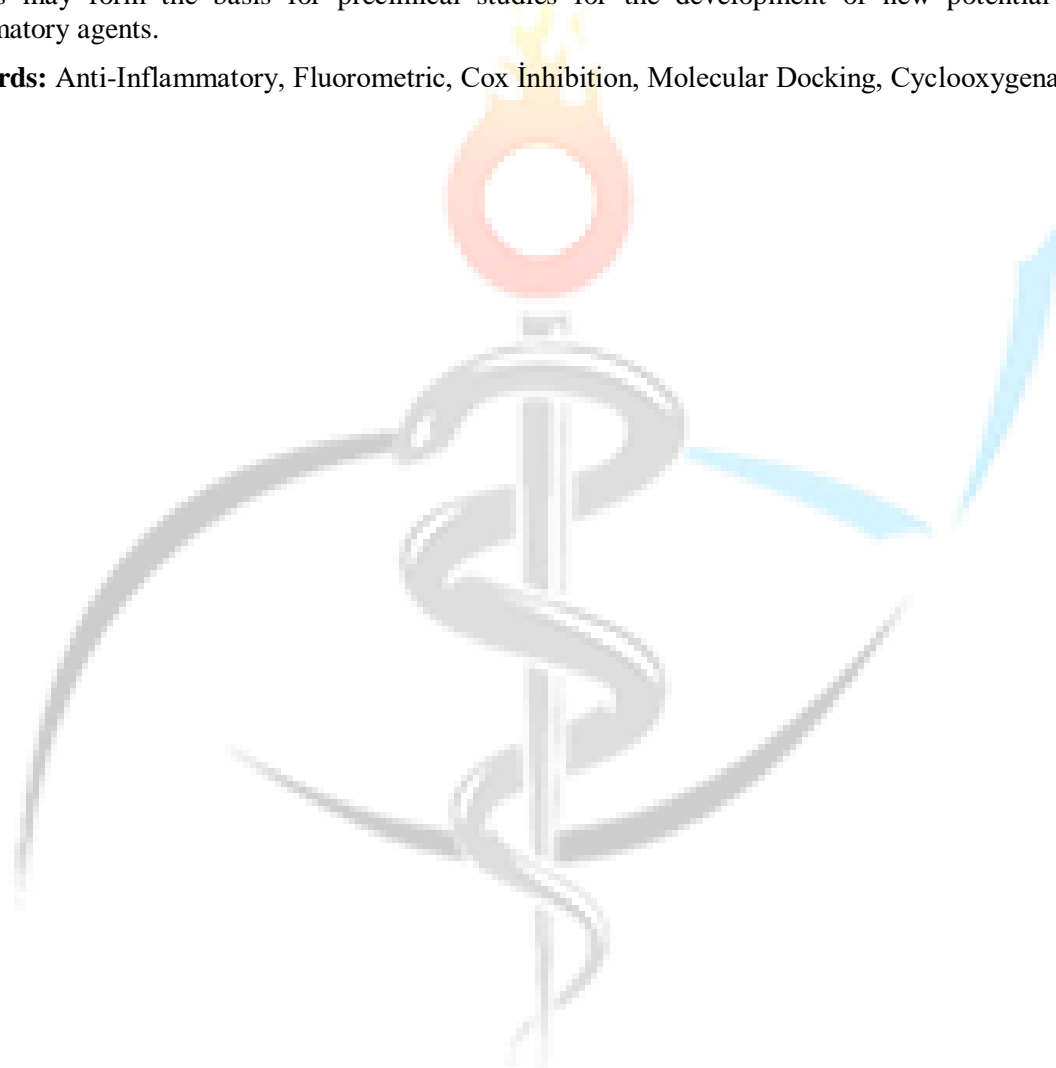 may form the basis for preclinical studies for the development of new potential
matory agents.
rds: Anti-Inflammatory, Fluorometric, Cox İnhibition, Molecular Docking, Cyclooxygena